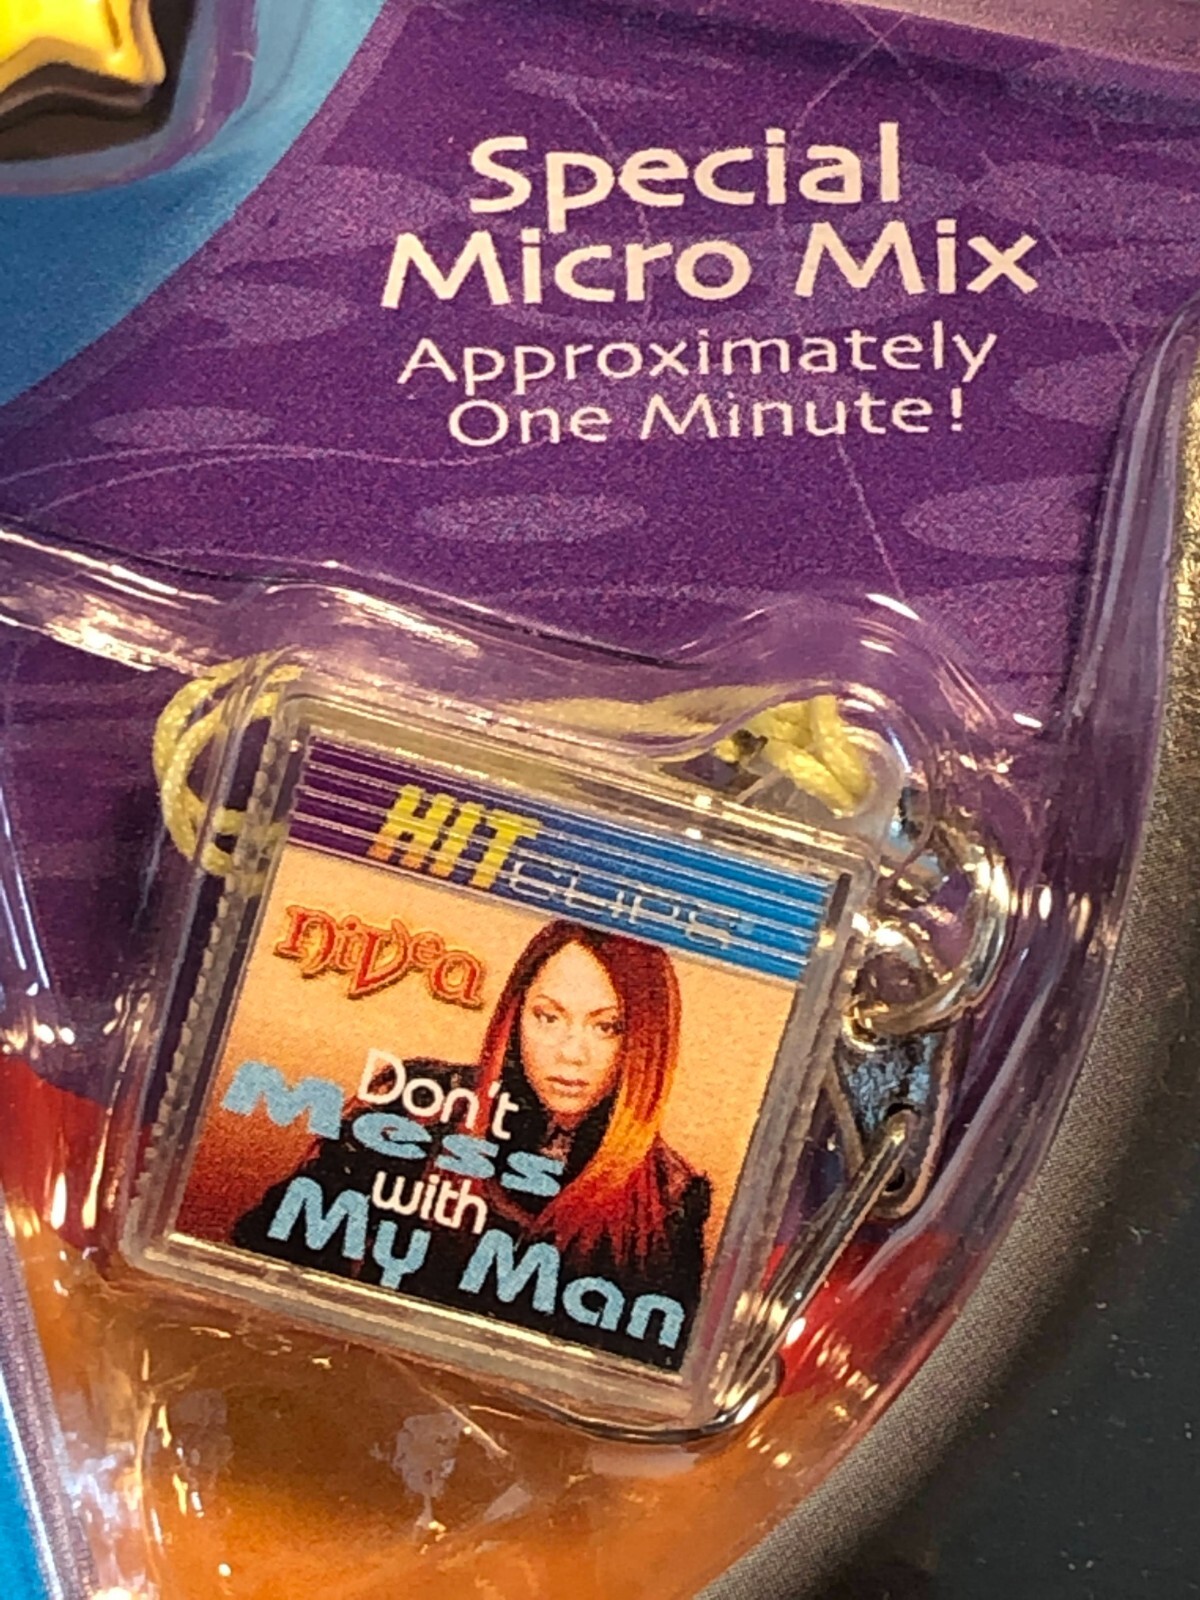 Special
Micro Mix
Approximately
One Minute!
HIT CLIPS
nivea
Don't
Mess
with
My Man